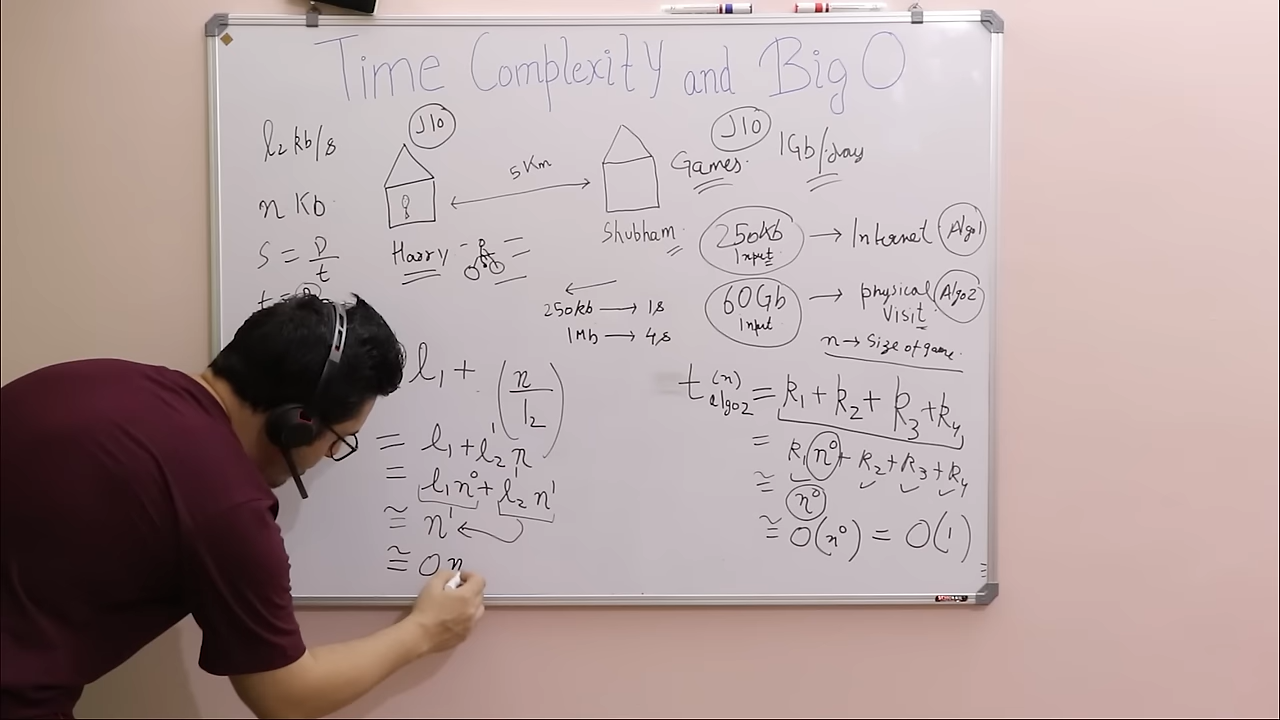 Time Complexity and Big O
l₂ kb/s
n Kb
S = D/t
JIO
5 Km
Harry
Shubham
JIO
Games
1Gb/day
250kb → Internet Algo1
Input
60Gb → physical visit Algo2
Input
n → Size of game
250kb → 1s
1Mb → 4s
l₁ + (n/l₂)
= l₁ + l₂' n
= l₁n⁰ + l₂' n¹
≅ n¹
≅ O n
t algo2 (n) = k₁ + k₂ + k₃ + k₄
= k₁ n⁰ + k₂ + k₃ + k₄
≅ n⁰
≅ O(n⁰) = O(1)